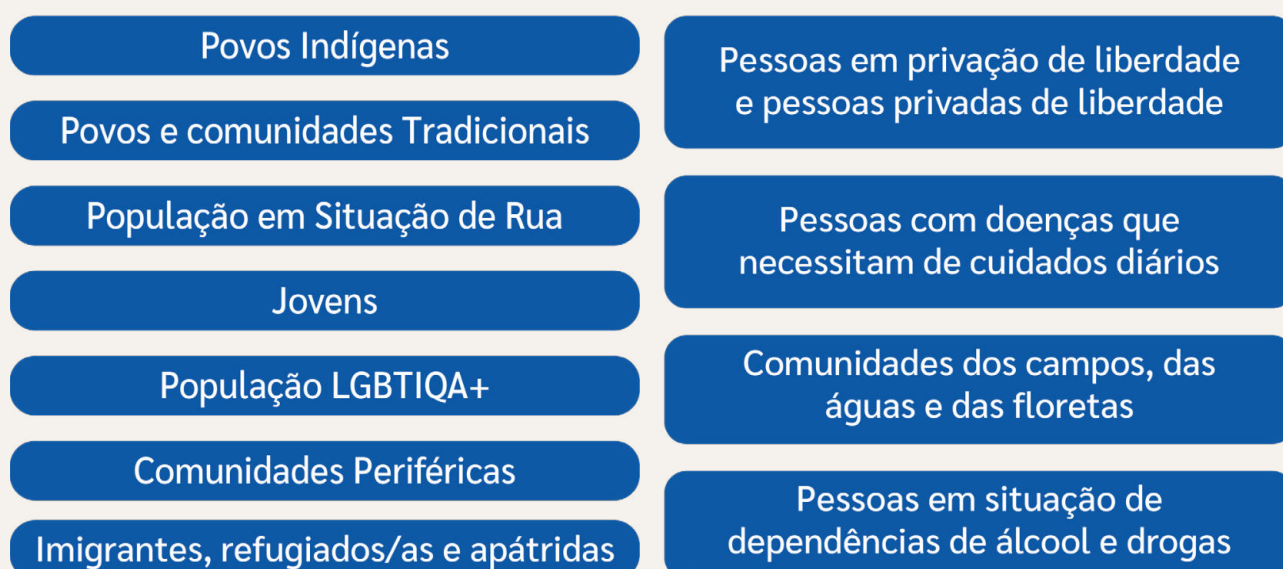 Povos Indígenas
Povos e comunidades Tradicionais
População em Situação de Rua
Jovens
População LGBTIQA+
Comunidades Periféricas
Imigrantes, refugiados/as e apátridas
Pessoas em privação de liberdade
e pessoas privadas de liberdade
Pessoas com doenças que
necessitam de cuidados diários
Comunidades dos campos, das
águas e das floretas
Pessoas em situação de
dependências de álcool e drogas